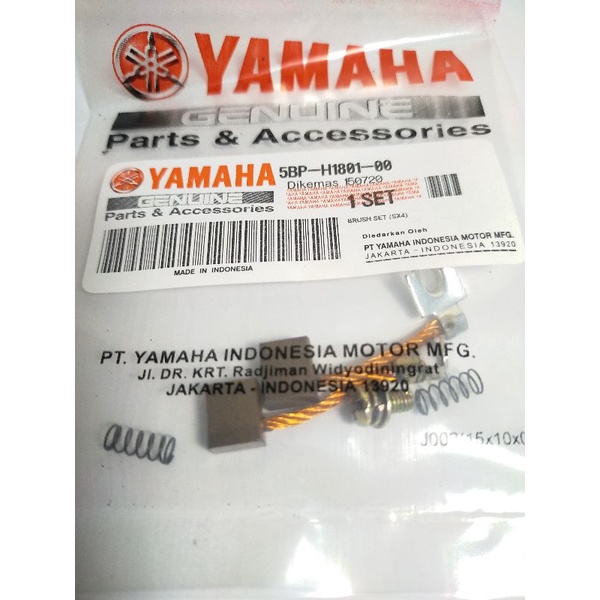 YAMAHA
GENUINE
Parts & Accessories
YAMAHA
GENUINE
Parts & Accessories
5BP-H1801-00
Dikemas 150720
1 SET
BRUSH SET (SX4)
Diedarkan Oleh
PT YAMAHA INDONESIA MOTOR MFG.
JAKARTA - INDONESIA 13920
MADE IN INDONESIA
PT. YAMAHA INDONESIA MOTOR MFG.
Jl. DR. KRT. Radjiman Widyodiningrat
JAKARTA - INDONESIA 13920